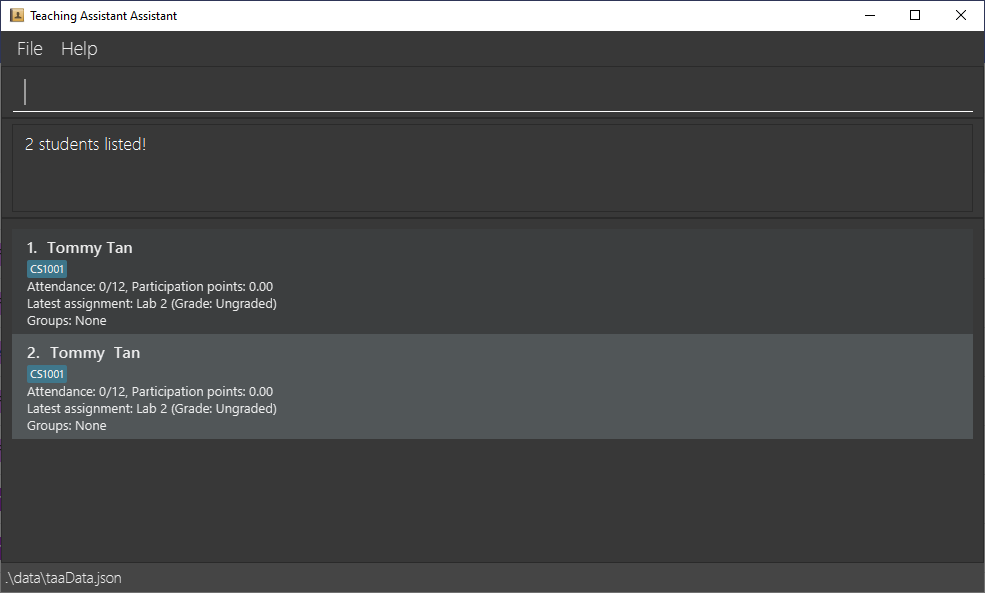 Teaching Assistant Assistant
File Help
2 students listed!
1. Tommy Tan
CS1001
Attendance: 0/12, Participation points: 0.00
Latest assignment: Lab 2 (Grade: Ungraded)
Groups: None
2. Tommy  Tan
CS1001
Attendance: 0/12, Participation points: 0.00
Latest assignment: Lab 2 (Grade: Ungraded)
Groups: None
.\data\taaData.json